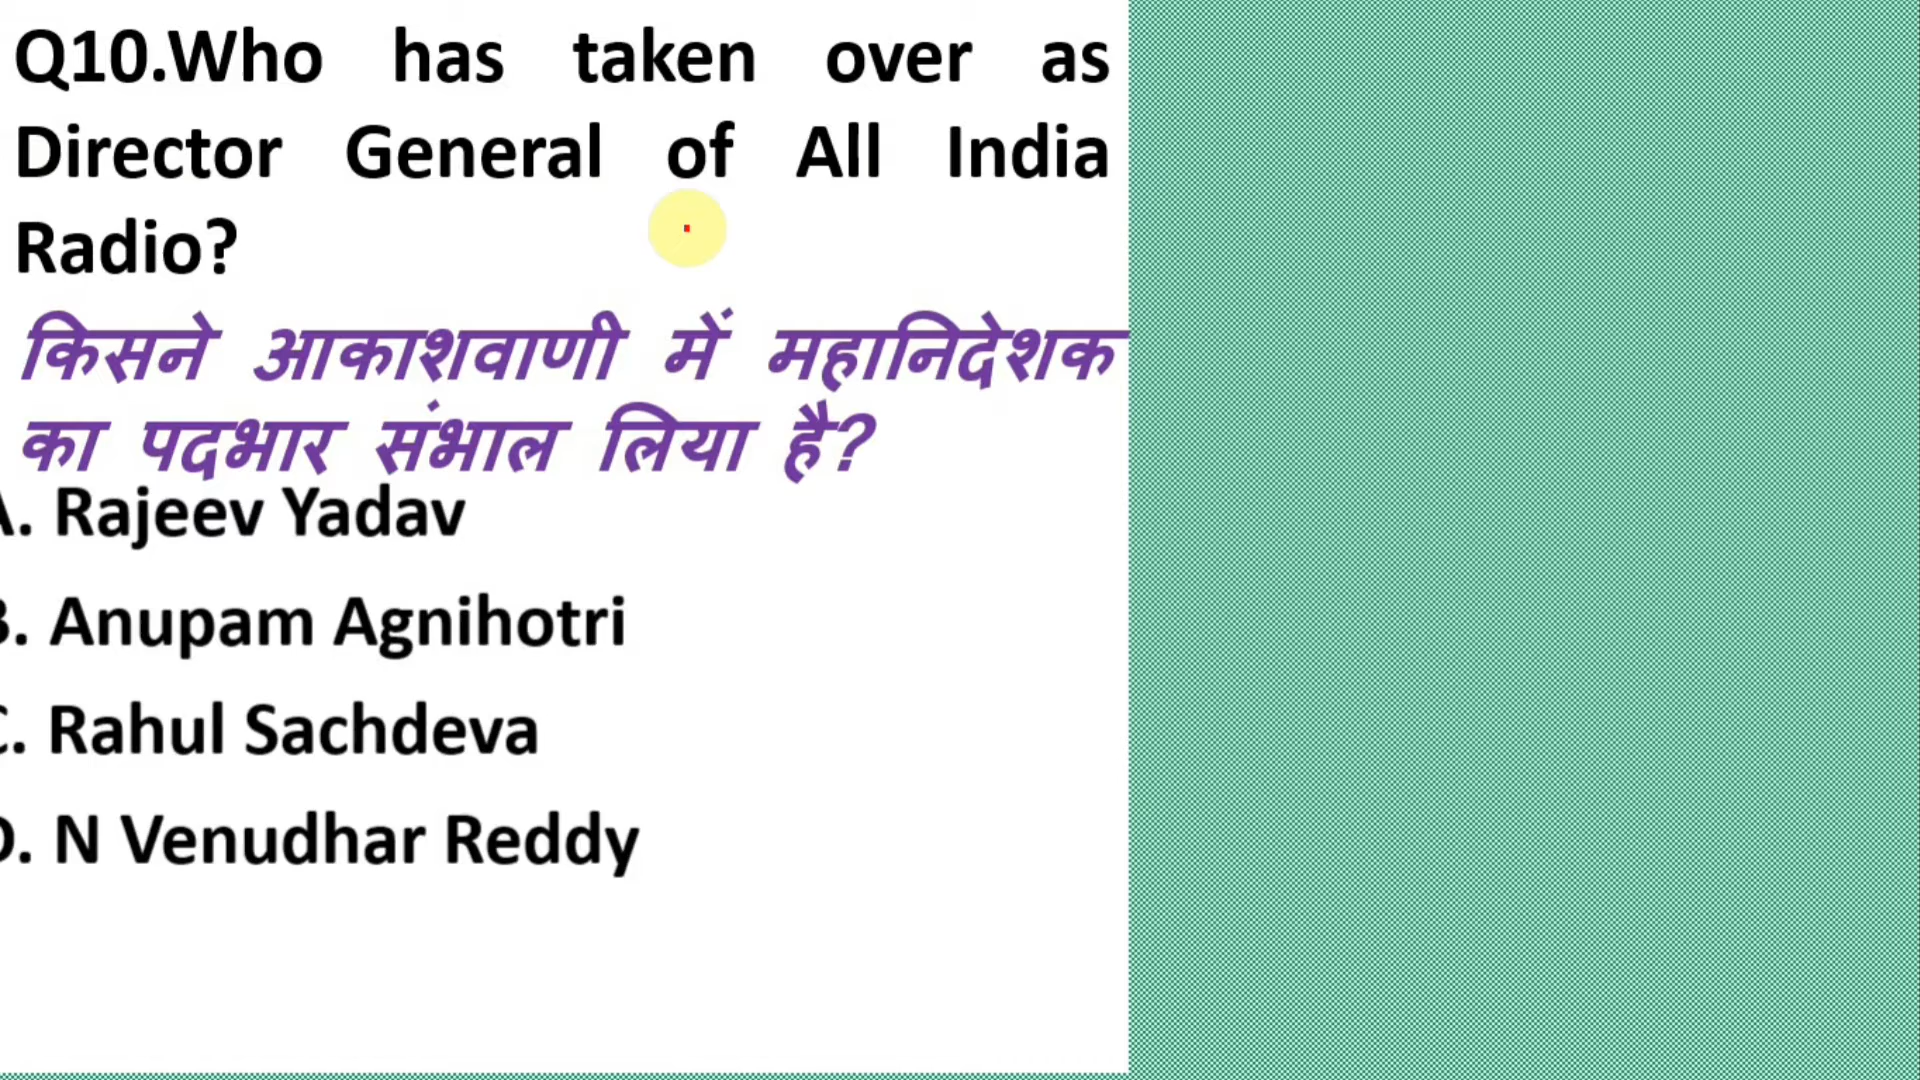 Q10.Who has taken over as
Director General of All India
Radio?
किसने आकाशवाणी में महानिदेशक
का पदभार संभाल लिया है?
A. Rajeev Yadav
B. Anupam Agnihotri
C. Rahul Sachdeva
D. N Venudhar Reddy